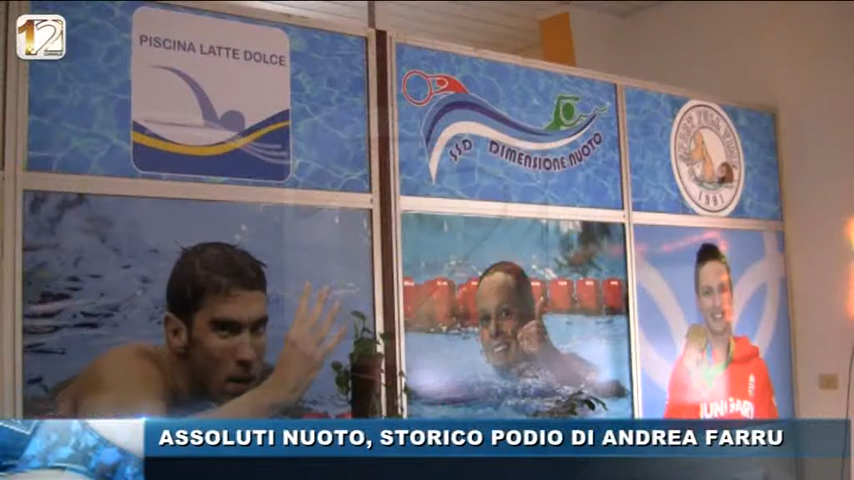 12
PISCINA LATTE DOLCE
SSD DIMENSIONE NUOTO
1981
HUNGARY
ASSOLUTI NUOTO, STORICO PODIO DI ANDREA FARRU